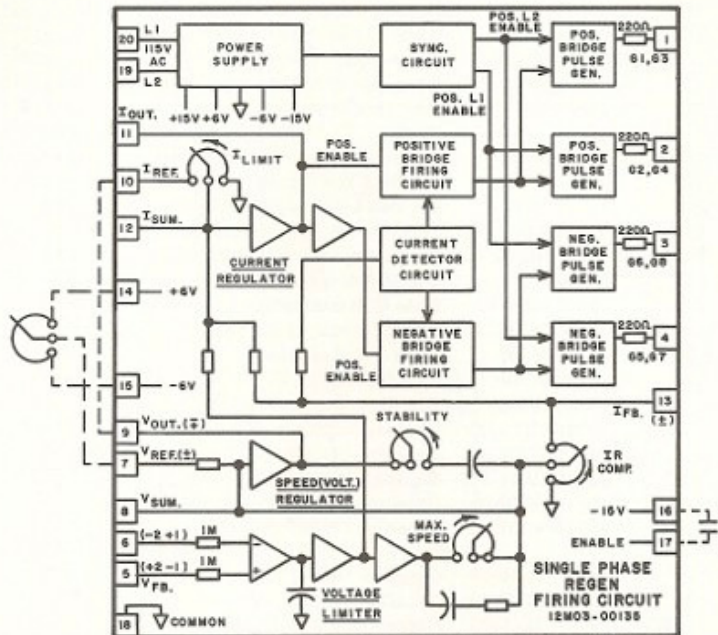 20
L1
115V
AC
19
L2
POWER
SUPPLY
+15V
+6V
-6V
-15V
SYNC.
CIRCUIT
POS. L2
ENABLE
POS.
BRIDGE
PULSE
GEN.
220Ω
1
G1,G3
POS. L1
ENABLE
IOUT.
11
10
IREF.
ILIMIT
POS.
ENABLE
POSITIVE
BRIDGE
FIRING
CIRCUIT
POS.
BRIDGE
PULSE
GEN.
220Ω
2
G2,G4
12
ISUM.
CURRENT
REGULATOR
CURRENT
DETECTOR
CIRCUIT
NEG.
BRIDGE
PULSE
GEN.
220Ω
3
G6,G8
14
+6V
NEGATIVE
BRIDGE
FIRING
CIRCUIT
NEG.
BRIDGE
PULSE
GEN.
220Ω
4
G5,G7
15
-6V
POS.
ENABLE
13
IFB. (±)
9
VOUT.(∓)
STABILITY
7
VREF.(±)
SPEED(VOLT.)
REGULATOR
IR
COMP.
8
VSUM.
-15V
16
6
(-2+1)
1M
MAX.
SPEED
ENABLE
17
5
(+2-1)
1M
VFB.
-
+
VOLTAGE
LIMITER
18
COMMON
SINGLE PHASE
REGEN
FIRING CIRCUIT
12M03-00135